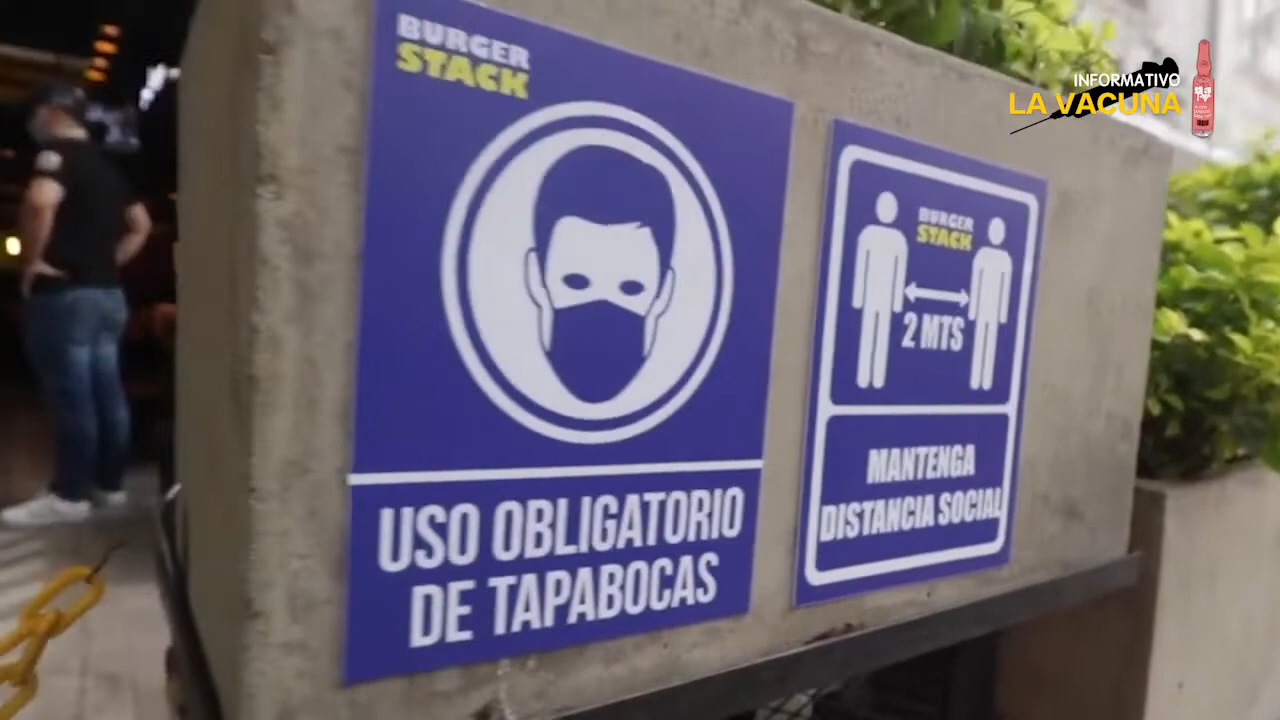 BURGER
STACK
USO OBLIGATORIO
DE TAPABOCAS
BURGER
STACK
2 MTS
MANTENGA
DISTANCIA SOCIAL
INFORMATIVO
LA VACUNA